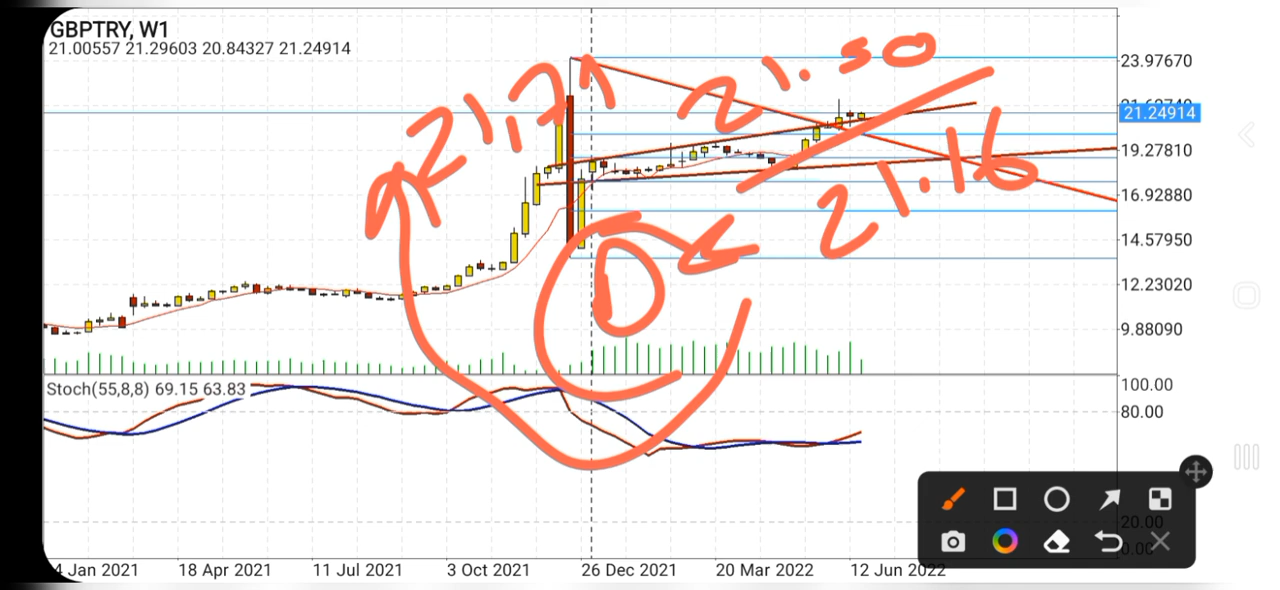 GBPTRY, W1
21.00557 21.29603 20.84327 21.24914
21.50
21.16
23.97670
21.24914
19.27810
16.92880
14.57950
12.23020
9.88090
Stoch(55,8,8) 69.15 63.83
100.00
80.00
20.00
0.00
18 Apr 2021
11 Jul 2021
3 Oct 2021
26 Dec 2021
20 Mar 2022
12 Jun 2022